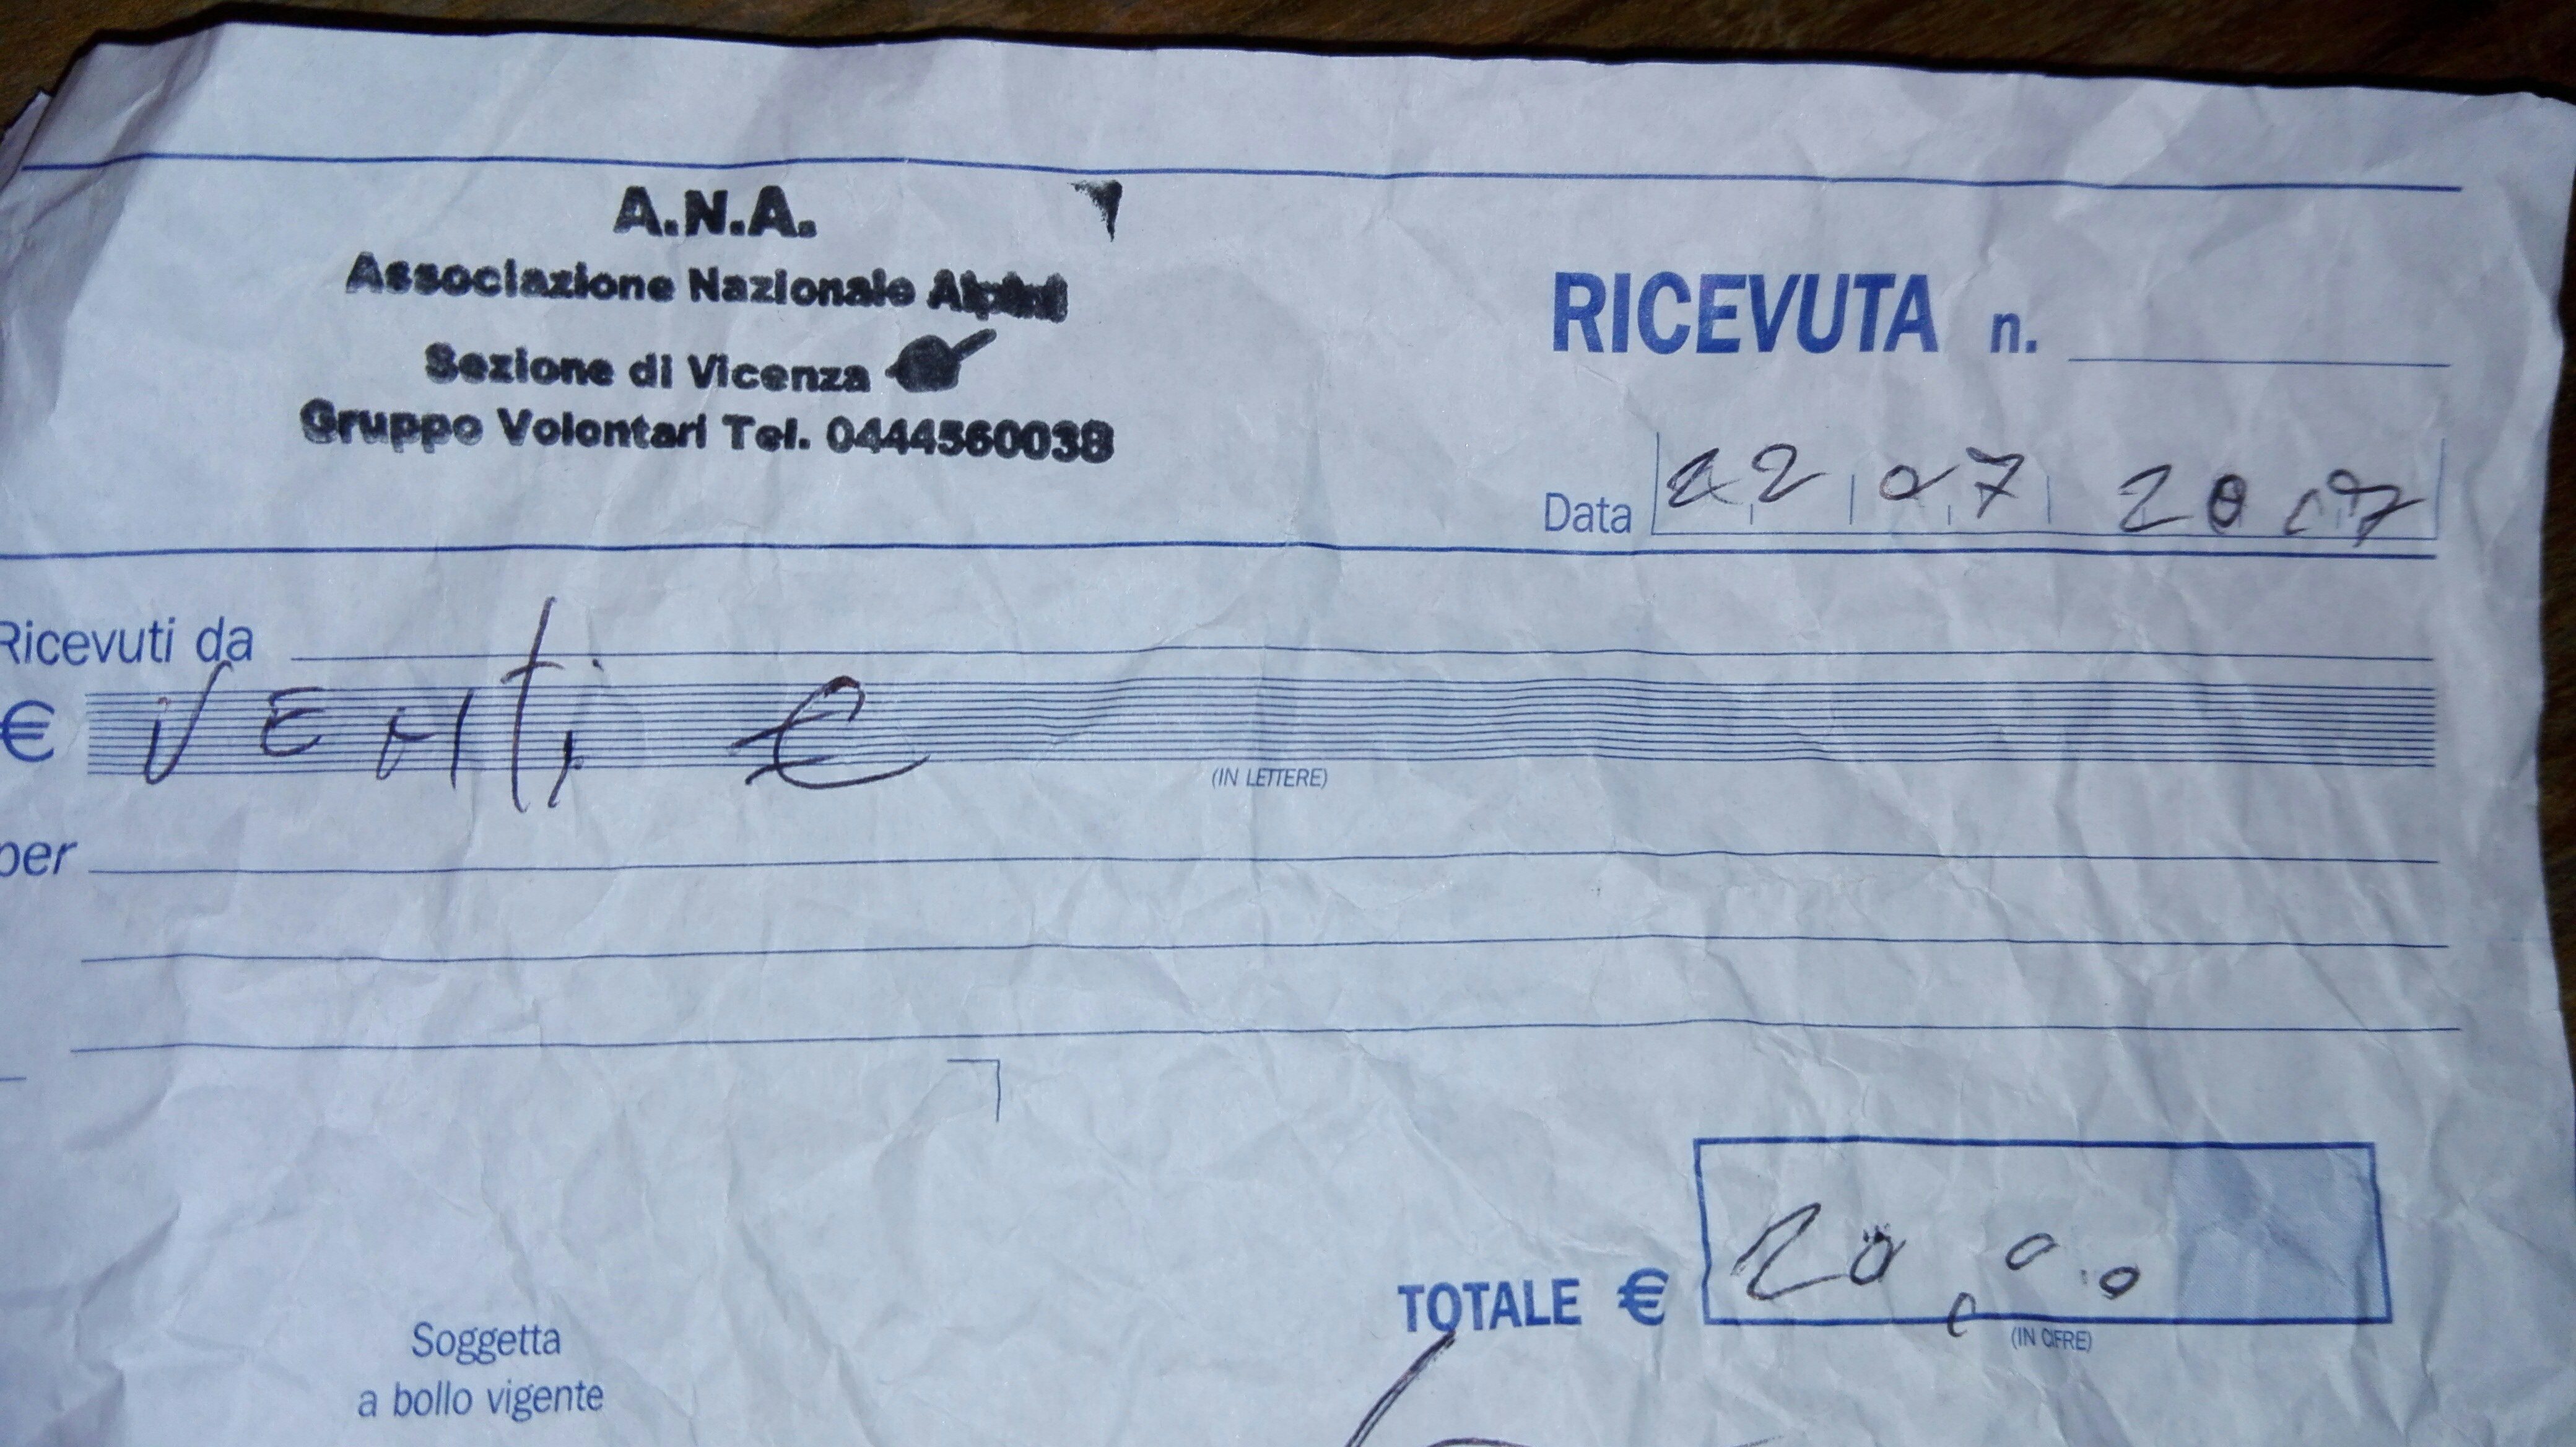 A.N.A.
Associazione Nazionale Alpini
Sezione di Vicenza
Gruppo Volontari Tel. 0444560038
RICEVUTA n.
Data 22 07 2017
Ricevuti da
€ VENTI €
(IN LETTERE)
per
TOTALE € 20,00
(IN CIFRE)
Soggetta
a bollo vigente